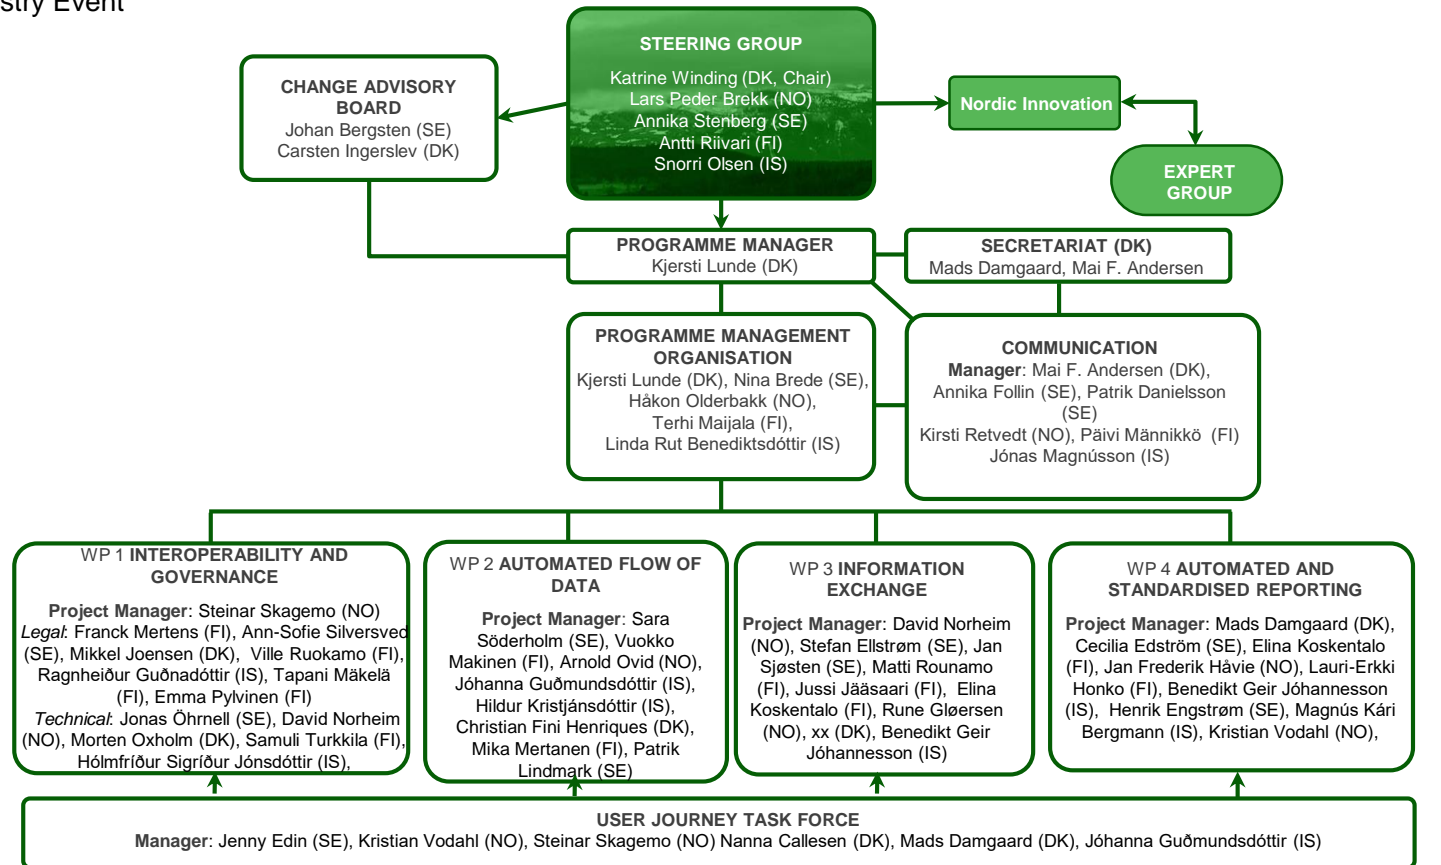 stry Event
STEERING GROUP
Katrine Winding (DK, Chair)
Lars Peder Brekk (NO)
Annika Stenberg (SE)
Antti Riivari (FI)
Snorri Olsen (IS)
CHANGE ADVISORY
BOARD
Johan Bergsten (SE)
Carsten Ingerslev (DK)
Nordic Innovation
EXPERT
GROUP
PROGRAMME MANAGER
Kjersti Lunde (DK)
SECRETARIAT (DK)
Mads Damgaard, Mai F. Andersen
PROGRAMME MANAGEMENT
ORGANISATION
Kjersti Lunde (DK), Nina Brede (SE),
Håkon Olderbakk (NO),
Terhi Maijala (FI),
Linda Rut Benediktsdóttir (IS)
COMMUNICATION
Manager: Mai F. Andersen (DK),
Annika Follin (SE), Patrik Danielsson
(SE)
Kirsti Retvedt (NO), Päivi Männikkö (FI)
Jónas Magnússon (IS)
WP 1 INTEROPERABILITY AND
GOVERNANCE
Project Manager: Steinar Skagemo (NO)
Legal: Franck Mertens (FI), Ann-Sofie Silversved
(SE), Mikkel Joensen (DK), Ville Ruokamo (FI),
Ragnheiður Guðnadóttir (IS), Tapani Mäkelä
(FI), Emma Pylvinen (FI)
Technical: Jonas Öhrnell (SE), David Norheim
(NO), Morten Oxholm (DK), Samuli Turkkila (FI),
Hólmfríður Sigríður Jónsdóttir (IS),
WP 2 AUTOMATED FLOW OF
DATA
Project Manager: Sara
Söderholm (SE), Vuokko
Makinen (FI), Arnold Ovid (NO),
Jóhanna Guðmundsdóttir (IS),
Hildur Kristjánsdóttir (IS),
Christian Fini Henriques (DK),
Mika Mertanen (FI), Patrik
Lindmark (SE)
WP 3 INFORMATION
EXCHANGE
Project Manager: David Norheim
(NO), Stefan Ellstrøm (SE), Jan
Sjøsten (SE), Matti Rounamo
(FI), Jussi Jääsaari (FI), Elina
Koskentalo (FI), Rune Gløersen
(NO), xx (DK), Benedikt Geir
Jóhannesson (IS)
WP 4 AUTOMATED AND
STANDARDISED REPORTING
Project Manager: Mads Damgaard (DK),
Cecilia Edström (SE), Elina Koskentalo
(FI), Jan Frederik Håvie (NO), Lauri-Erkki
Honko (FI), Benedikt Geir Jóhannesson
(IS), Henrik Engstrøm (SE), Magnús Kári
Bergmann (IS), Kristian Vodahl (NO),
USER JOURNEY TASK FORCE
Manager: Jenny Edin (SE), Kristian Vodahl (NO), Steinar Skagemo (NO) Nanna Callesen (DK), Mads Damgaard (DK), Jóhanna Guðmundsdóttir (IS)